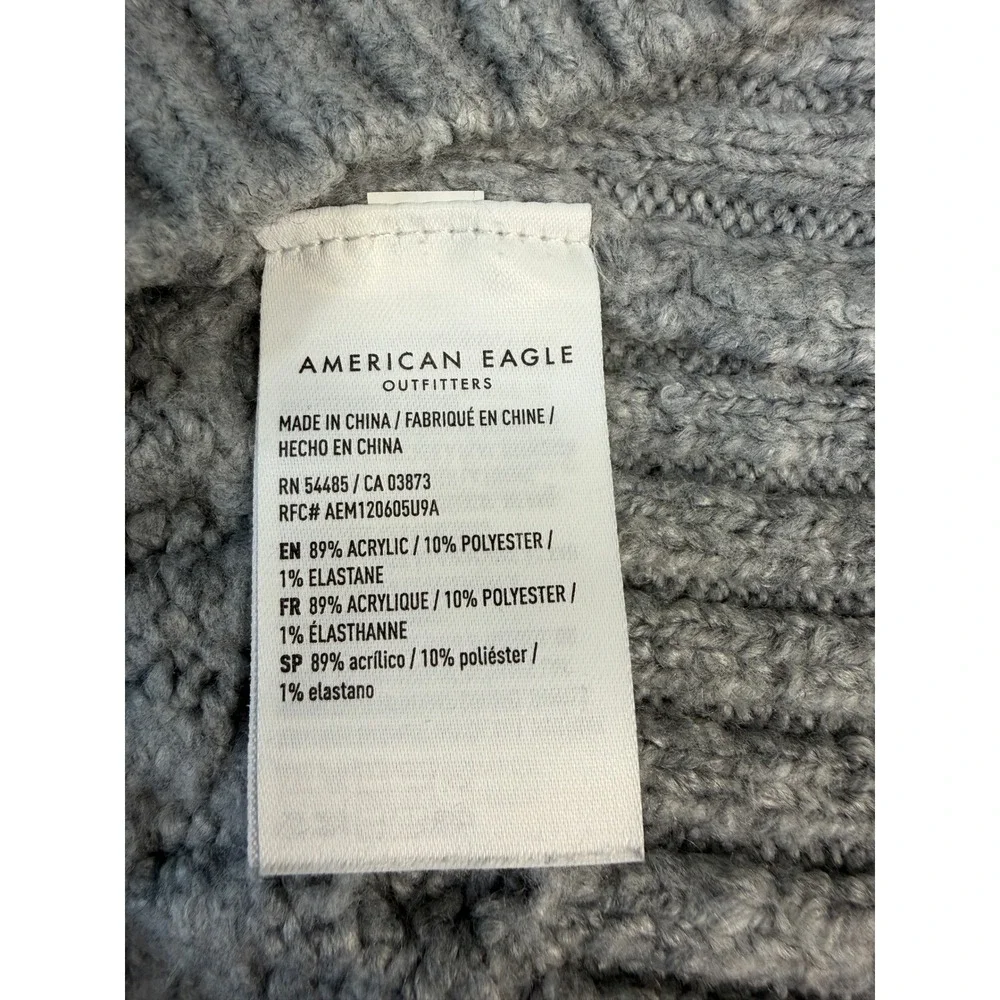 AMERICAN EAGLE
OUTFITTERS
MADE IN CHINA / FABRIQUÉ EN CHINE /
HECHO EN CHINA
RN 54485 / CA 03873
RFC# AEM120605U9A
EN 89% ACRYLIC / 10% POLYESTER /
1% ELASTANE
FR 89% ACRYLIQUE / 10% POLYESTER /
1% ÉLASTHANNE
SP 89% acrílico / 10% poliéster /
1% elastano